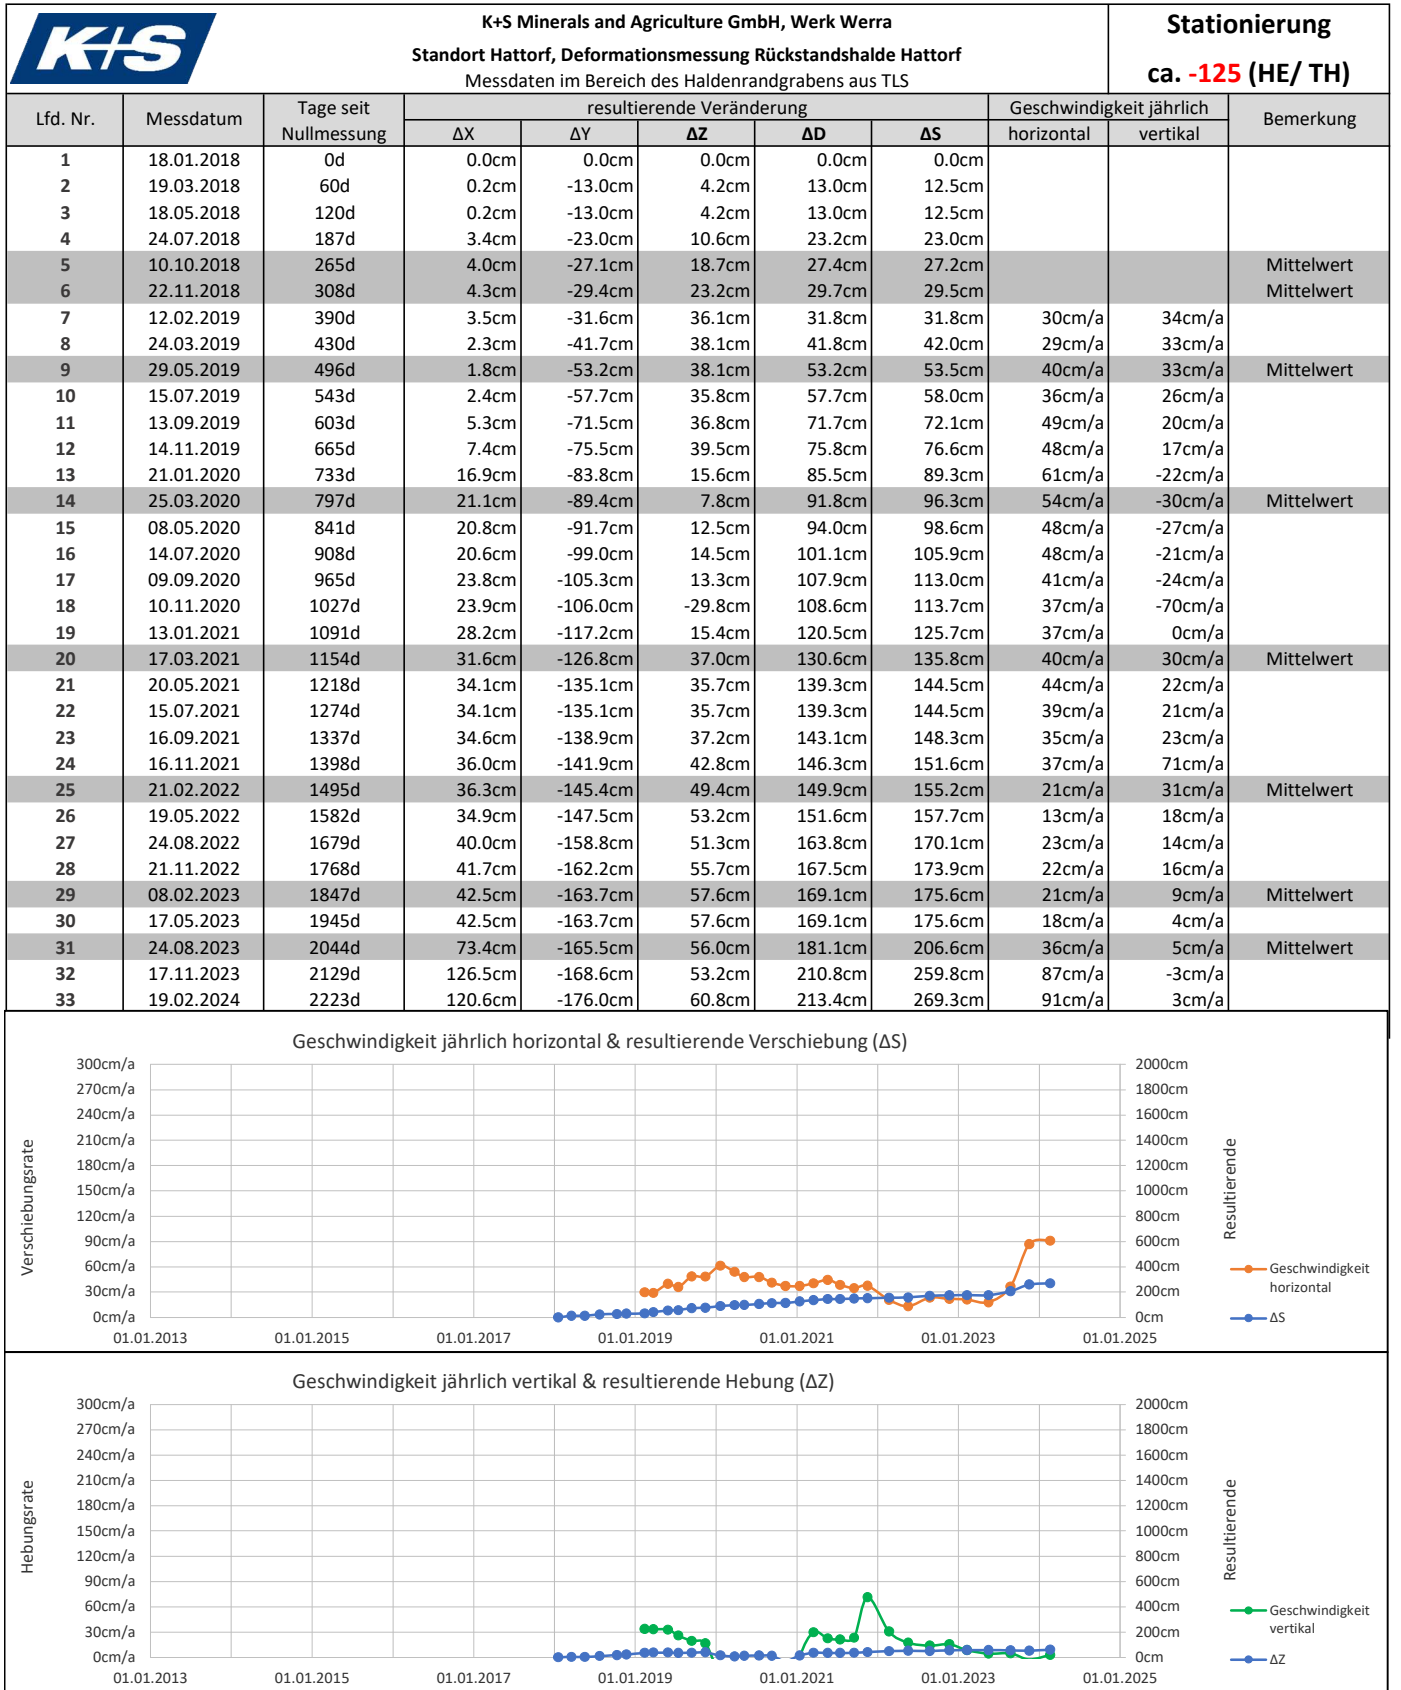 K+S
K+S Minerals and Agriculture GmbH, Werk Werra
Standort Hattorf, Deformationsmessung Rückstandshalde Hattorf
Messdaten im Bereich des Haldenrandgrabens aus TLS
Stationierung
ca. -125 (HE/ TH)
Lfd. Nr. Messdatum Tage seit Nullmessung resultierende Veränderung Geschwindigkeit jährlich Bemerkung
ΔX ΔY ΔZ ΔD ΔS horizontal vertikal
1 18.01.2018 0d 0.0cm 0.0cm 0.0cm 0.0cm 0.0cm
2 19.03.2018 60d 0.2cm -13.0cm 4.2cm 13.0cm 12.5cm
3 18.05.2018 120d 0.2cm -13.0cm 4.2cm 13.0cm 12.5cm
4 24.07.2018 187d 3.4cm -23.0cm 10.6cm 23.2cm 23.0cm
5 10.10.2018 265d 4.0cm -27.1cm 18.7cm 27.4cm 27.2cm Mittelwert
6 22.11.2018 308d 4.3cm -29.4cm 23.2cm 29.7cm 29.5cm Mittelwert
7 12.02.2019 390d 3.5cm -31.6cm 36.1cm 31.8cm 31.8cm 30cm/a 34cm/a
8 24.03.2019 430d 2.3cm -41.7cm 38.1cm 41.8cm 42.0cm 29cm/a 33cm/a
9 29.05.2019 496d 1.8cm -53.2cm 38.1cm 53.2cm 53.5cm 40cm/a 33cm/a Mittelwert
10 15.07.2019 543d 2.4cm -57.7cm 35.8cm 57.7cm 58.0cm 36cm/a 26cm/a
11 13.09.2019 603d 5.3cm -71.5cm 36.8cm 71.7cm 72.1cm 49cm/a 20cm/a
12 14.11.2019 665d 7.4cm -75.5cm 39.5cm 75.8cm 76.6cm 48cm/a 17cm/a
13 21.01.2020 733d 16.9cm -83.8cm 15.6cm 85.5cm 89.3cm 61cm/a -22cm/a
14 25.03.2020 797d 21.1cm -89.4cm 7.8cm 91.8cm 96.3cm 54cm/a -30cm/a Mittelwert
15 08.05.2020 841d 20.8cm -91.7cm 12.5cm 94.0cm 98.6cm 48cm/a -27cm/a
16 14.07.2020 908d 20.6cm -99.0cm 14.5cm 101.1cm 105.9cm 48cm/a -21cm/a
17 09.09.2020 965d 23.8cm -105.3cm 13.3cm 107.9cm 113.0cm 41cm/a -24cm/a
18 10.11.2020 1027d 23.9cm -106.0cm -29.8cm 108.6cm 113.7cm 37cm/a -70cm/a
19 13.01.2021 1091d 28.2cm -117.2cm 15.4cm 120.5cm 125.7cm 37cm/a 0cm/a
20 17.03.2021 1154d 31.6cm -126.8cm 37.0cm 130.6cm 135.8cm 40cm/a 30cm/a Mittelwert
21 20.05.2021 1218d 34.1cm -135.1cm 35.7cm 139.3cm 144.5cm 44cm/a 22cm/a
22 15.07.2021 1274d 34.1cm -135.1cm 35.7cm 139.3cm 144.5cm 39cm/a 21cm/a
23 16.09.2021 1337d 34.6cm -138.9cm 37.2cm 143.1cm 148.3cm 35cm/a 23cm/a
24 16.11.2021 1398d 36.0cm -141.9cm 42.8cm 146.3cm 151.6cm 37cm/a 71cm/a
25 21.02.2022 1495d 36.3cm -145.4cm 49.4cm 149.9cm 155.2cm 21cm/a 31cm/a Mittelwert
26 19.05.2022 1582d 34.9cm -147.5cm 53.2cm 151.6cm 157.7cm 13cm/a 18cm/a
27 24.08.2022 1679d 40.0cm -158.8cm 51.3cm 163.8cm 170.1cm 23cm/a 14cm/a
28 21.11.2022 1768d 41.7cm -162.2cm 55.7cm 167.5cm 173.9cm 22cm/a 16cm/a
29 08.02.2023 1847d 42.5cm -163.7cm 57.6cm 169.1cm 175.6cm 21cm/a 9cm/a Mittelwert
30 17.05.2023 1945d 42.5cm -163.7cm 57.6cm 169.1cm 175.6cm 18cm/a 4cm/a
31 24.08.2023 2044d 73.4cm -165.5cm 56.0cm 181.1cm 206.6cm 36cm/a 5cm/a Mittelwert
32 17.11.2023 2129d 126.5cm -168.6cm 53.2cm 210.8cm 259.8cm 87cm/a -3cm/a
33 19.02.2024 2223d 120.6cm -176.0cm 60.8cm 213.4cm 269.3cm 91cm/a 3cm/a
Geschwindigkeit jährlich horizontal & resultierende Verschiebung (ΔS)
300cm/a 2000cm
270cm/a 1800cm
240cm/a 1600cm
210cm/a 1400cm
180cm/a 1200cm
150cm/a 1000cm
120cm/a 800cm
90cm/a 600cm
60cm/a 400cm
30cm/a 200cm
0cm/a 0cm
Verschiebungsrate
Resultierende
Geschwindigkeit
horizontal
ΔS
01.01.2013 01.01.2015 01.01.2017 01.01.2019 01.01.2021 01.01.2023 01.01.2025
Geschwindigkeit jährlich vertikal & resultierende Hebung (ΔZ)
300cm/a 2000cm
270cm/a 1800cm
240cm/a 1600cm
210cm/a 1400cm
180cm/a 1200cm
150cm/a 1000cm
120cm/a 800cm
90cm/a 600cm
60cm/a 400cm
30cm/a 200cm
0cm/a 0cm
Hebungsrate
Resultierende
Geschwindigkeit
vertikal
ΔZ
01.01.2013 01.01.2015 01.01.2017 01.01.2019 01.01.2021 01.01.2023 01.01.2025